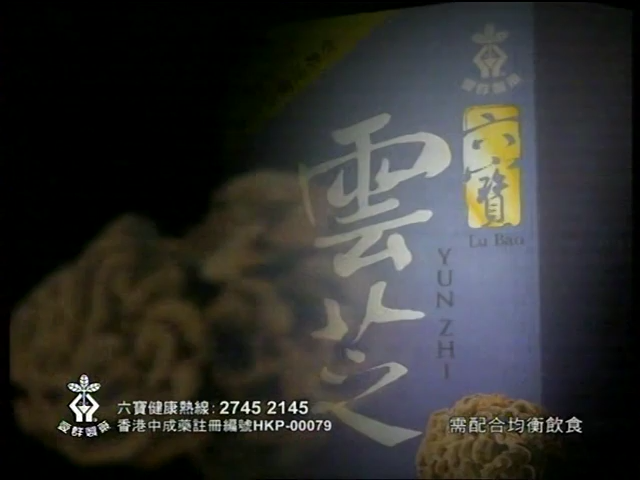 六寶
Lu Bao
雲芝
YUN ZHI
六寶健康熱線: 2745 2145
香港中成藥註冊編號HKP-00079
需配合均衡飲食